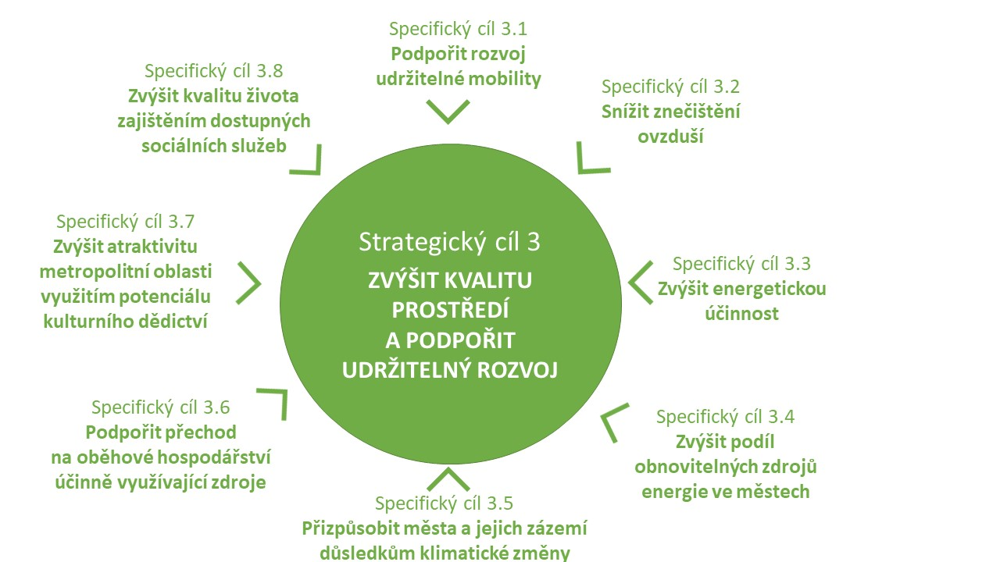 Specifický cíl 3.1
Podpořit rozvoj
udržitelné mobility
Specifický cíl 3.2
Snížit znečištění
ovzduší
Specifický cíl 3.3
Zvýšit energetickou
účinnost
Specifický cíl 3.4
Zvýšit podíl
obnovitelných zdrojů
energie ve městech
Specifický cíl 3.5
Přizpůsobit města a jejich zázemí
důsledkům klimatické změny
Specifický cíl 3.6
Podpořit přechod
na oběhové hospodářství
účinně využívající zdroje
Specifický cíl 3.7
Zvýšit atraktivitu
metropolitní oblasti
využitím potenciálu
kulturního dědictví
Specifický cíl 3.8
Zvýšit kvalitu života
zajištěním dostupných
sociálních služeb
Strategický cíl 3
ZVÝŠIT KVALITU
PROSTŘEDÍ
A PODPOŘIT
UDRŽITELNÝ ROZVOJ